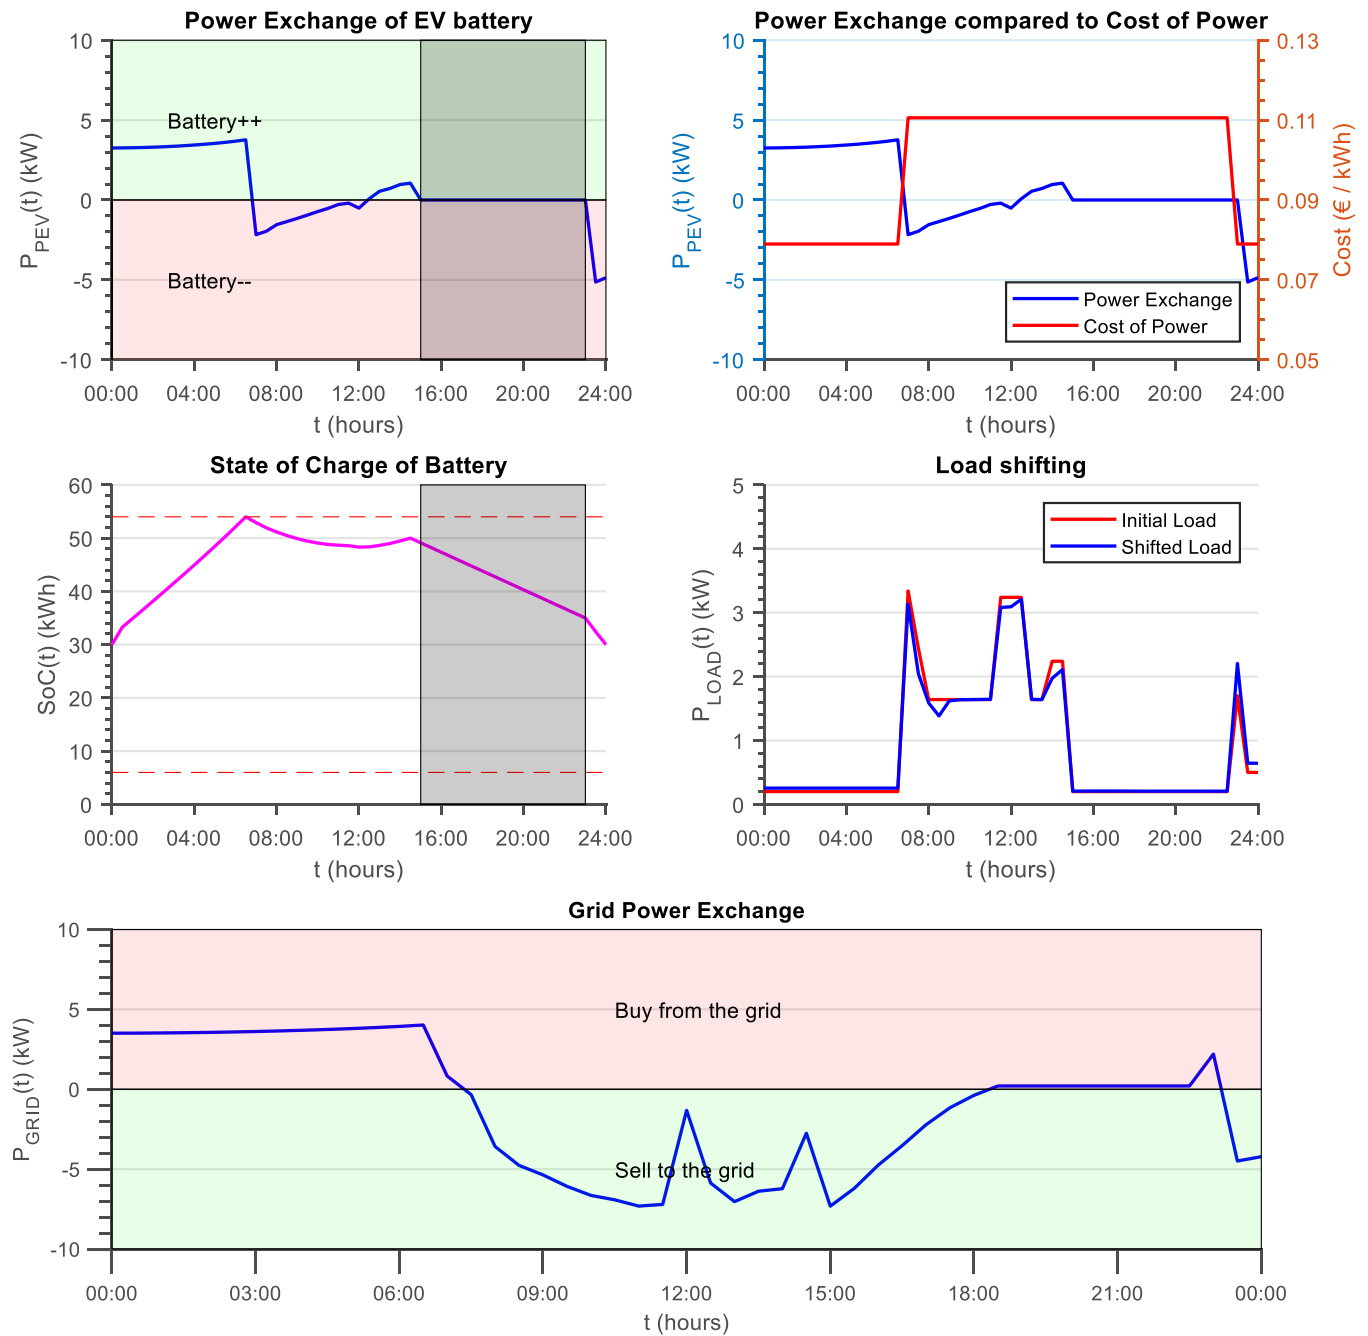 Power Exchange of EV battery
10
5
0
-5
-10
P_PEV(t) (kW)
Battery++
Battery--
00:00 04:00 08:00 12:00 16:00 20:00 24:00
t (hours)
Power Exchange compared to Cost of Power
10
5
0
-5
-10
P_PEV(t) (kW)
0.13
0.11
0.09
0.07
0.05
Cost (€ / kWh)
Power Exchange
Cost of Power
00:00 04:00 08:00 12:00 16:00 20:00 24:00
t (hours)
State of Charge of Battery
60
50
40
30
20
10
0
SoC(t) (kWh)
00:00 04:00 08:00 12:00 16:00 20:00 24:00
t (hours)
Load shifting
5
4
3
2
1
0
P_LOAD(t) (kW)
Initial Load
Shifted Load
00:00 04:00 08:00 12:00 16:00 20:00 24:00
t (hours)
Grid Power Exchange
10
5
0
-5
-10
P_GRID(t) (kW)
Buy from the grid
Sell to the grid
00:00 03:00 06:00 09:00 12:00 15:00 18:00 21:00 00:00
t (hours)